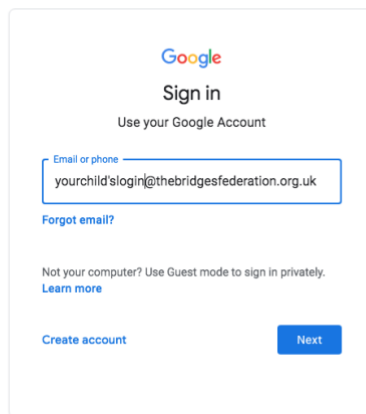 Google
Sign in
Use your Google Account
Email or phone
yourchild'slogin@thebridgesfederation.org.uk
Forgot email?
Not your computer? Use Guest mode to sign in privately.
Learn more
Create account
Next